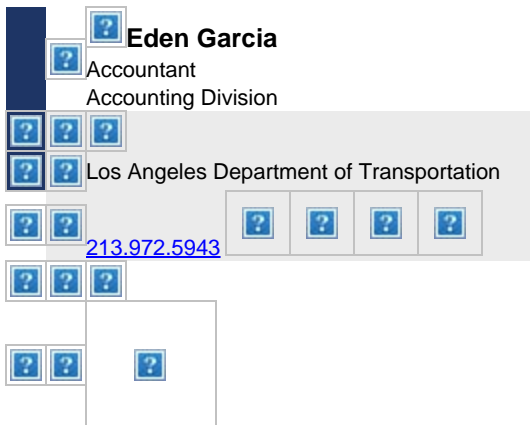 Eden Garcia
Accountant
Accounting Division
Los Angeles Department of Transportation
213.972.5943